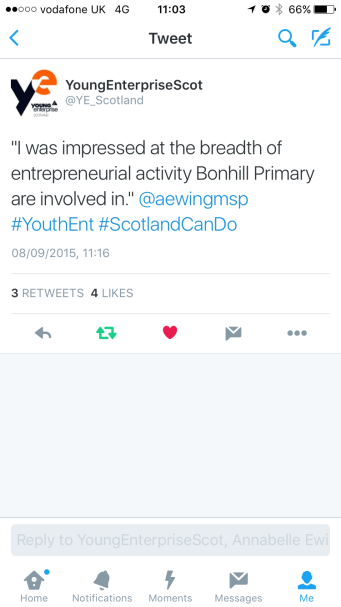 vodafone UK 4G 11:03 66%
Tweet
YoungEnterpriseScot
@YE_Scotland
YE
YOUNG
enterprise
SCOTLAND
"I was impressed at the breadth of
entrepreneurial activity Bonhill Primary
are involved in." @aewingmsp
#YouthEnt #ScotlandCanDo
08/09/2015, 11:16
3 RETWEETS 4 LIKES
Reply to YoungEnterpriseScot, Annabelle Ewi
Home Notifications Moments Messages Me